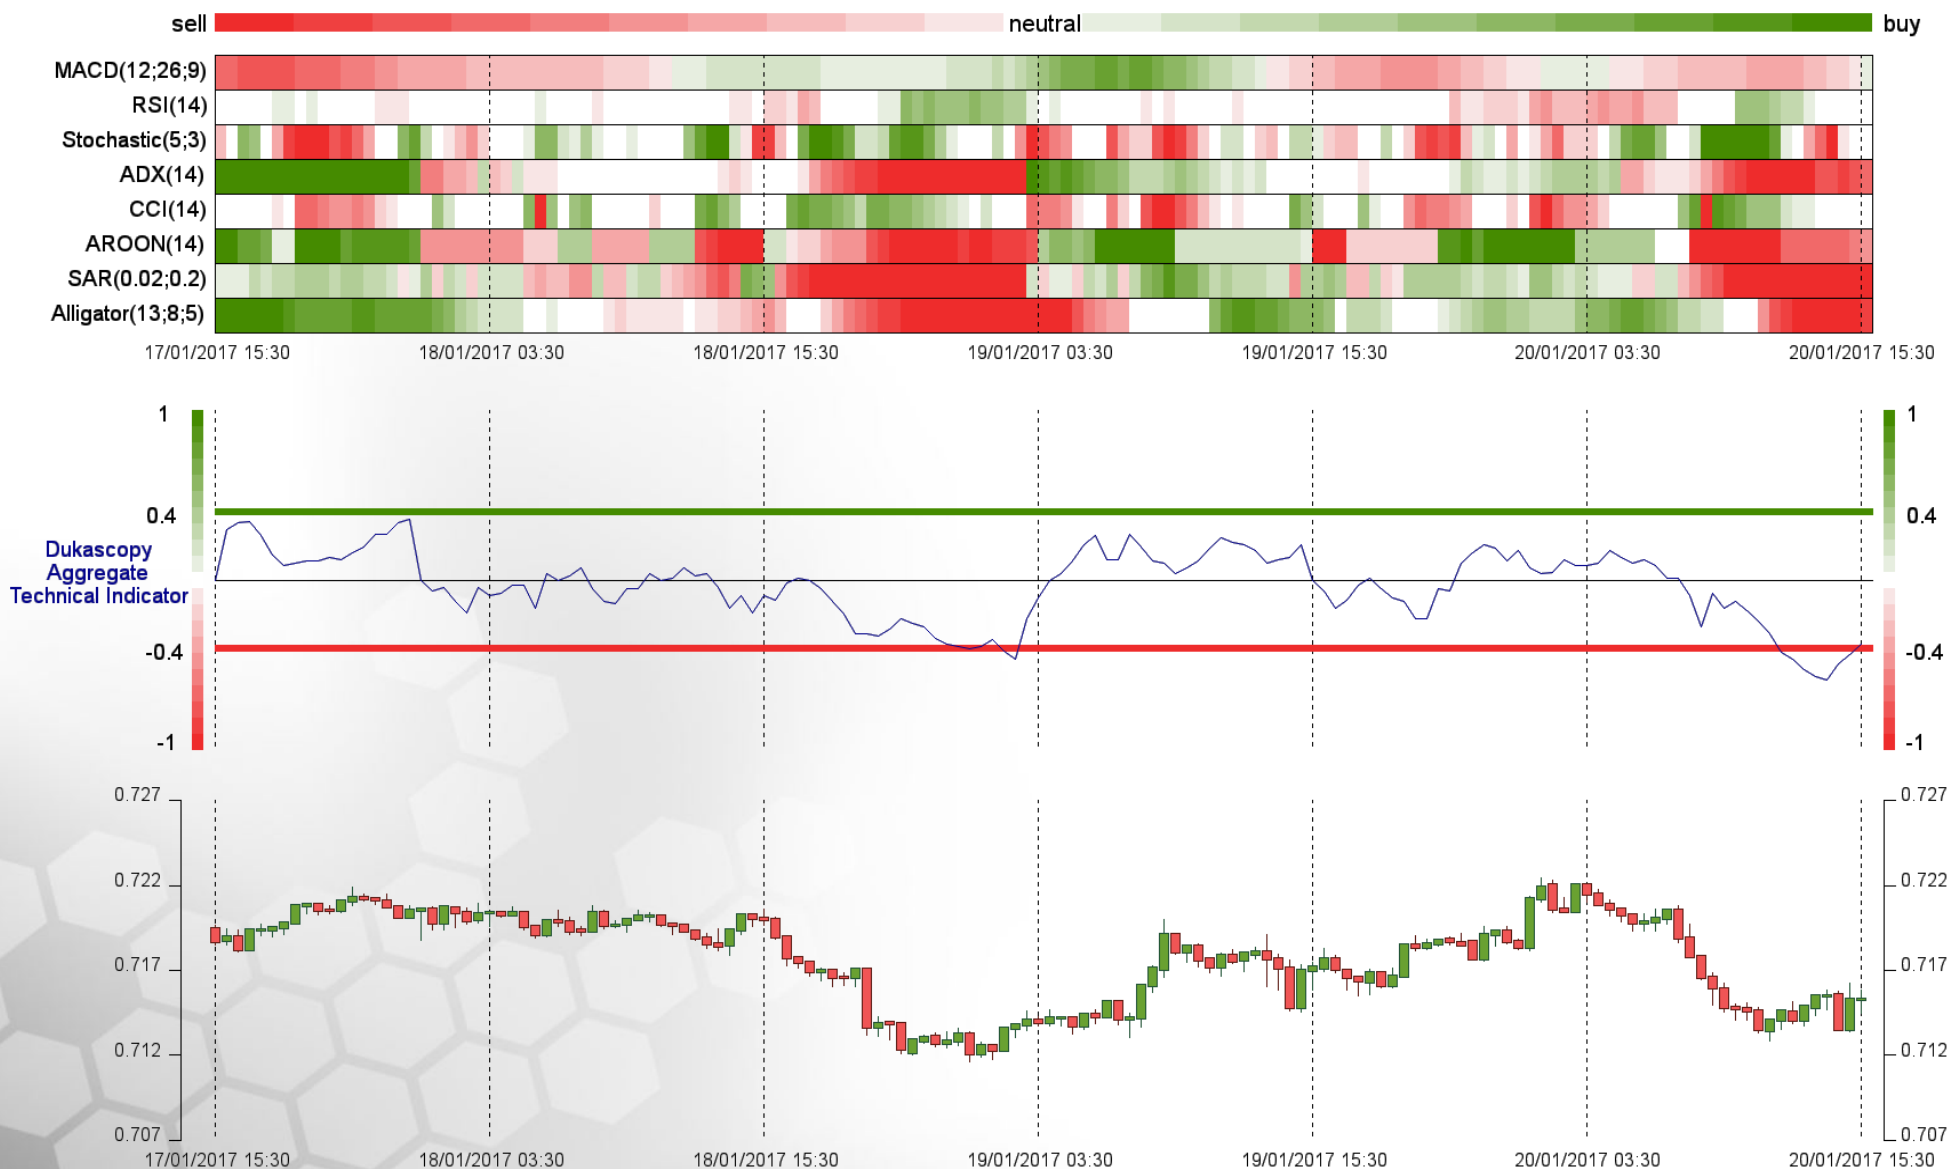 sell neutral buy
MACD(12;26;9)
RSI(14)
Stochastic(5;3)
ADX(14)
CCI(14)
AROON(14)
SAR(0.02;0.2)
Alligator(13;8;5)
17/01/2017 15:30 18/01/2017 03:30 18/01/2017 15:30 19/01/2017 03:30 19/01/2017 15:30 20/01/2017 03:30 20/01/2017 15:30
1 1
0.4 0.4
Dukascopy
Aggregate
Technical Indicator
-0.4 -0.4
-1 -1
0.727 0.727
0.722 0.722
0.717 0.717
0.712 0.712
0.707 0.707
17/01/2017 15:30 18/01/2017 03:30 18/01/2017 15:30 19/01/2017 03:30 19/01/2017 15:30 20/01/2017 03:30 20/01/2017 15:30